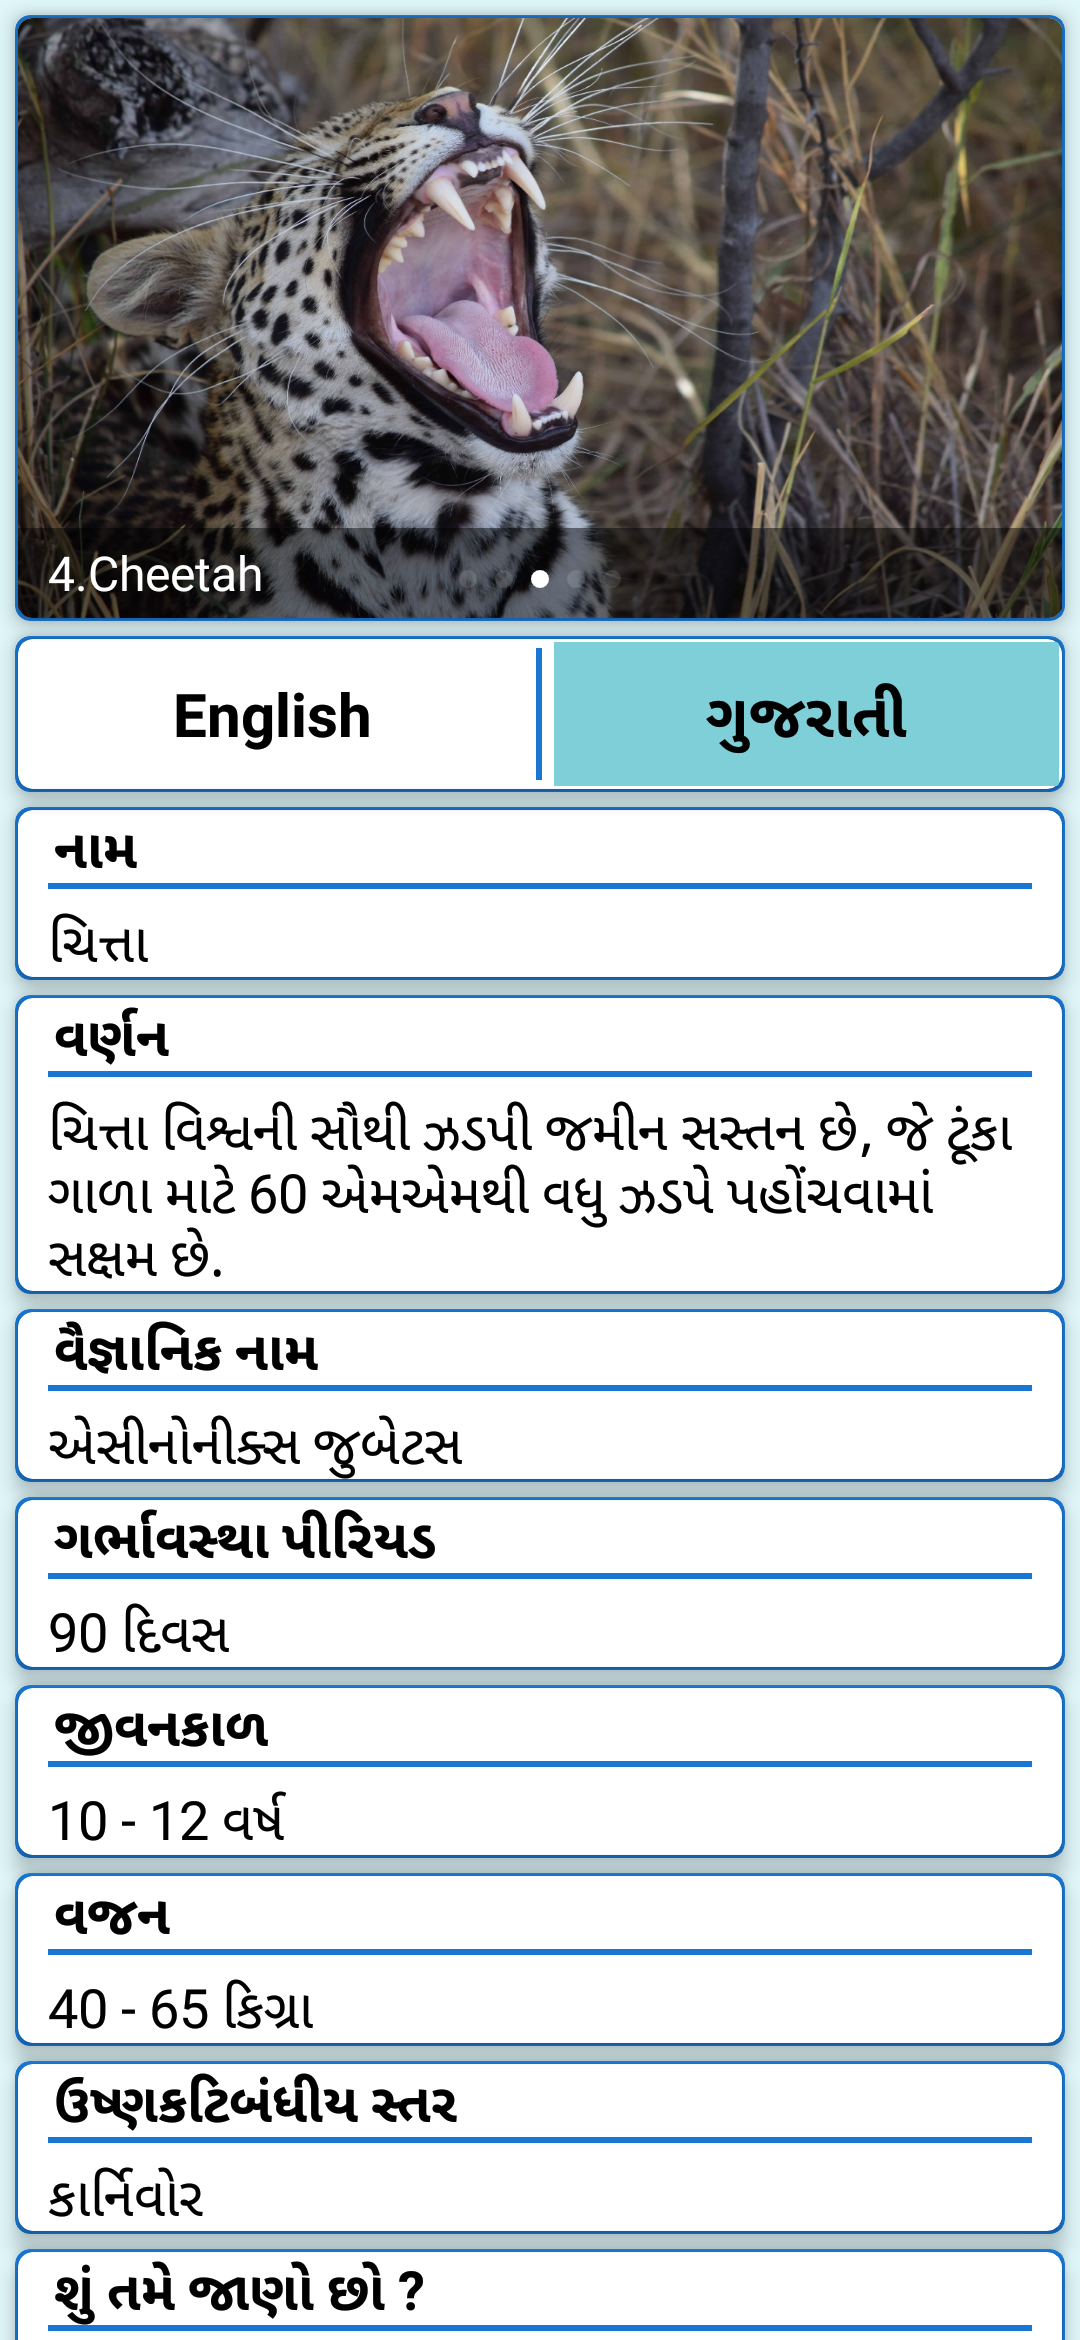 4.Cheetah
English
ગુજરાતી
નામ
ચિત્તા
વર્ણન
ચિત્તા વિશ્વની સૌથી ઝડપી જમીન સસ્તન છે, જે ટૂંકા
ગાળા માટે 60 એમએમથી વધુ ઝડપે પહોંચવામાં
સક્ષમ છે.
વૈજ્ઞાનિક નામ
એસીનોનીક્સ જુબેટસ
ગર્ભાવસ્થા પીરિયડ
90 દિવસ
જીવનકાળ
10 - 12 વર્ષ
વજન
40 - 65 કિગ્રા
ઉષ્ણકટિબંધીય સ્તર
કાર્નિવોર
શું તમે જાણો છો ?